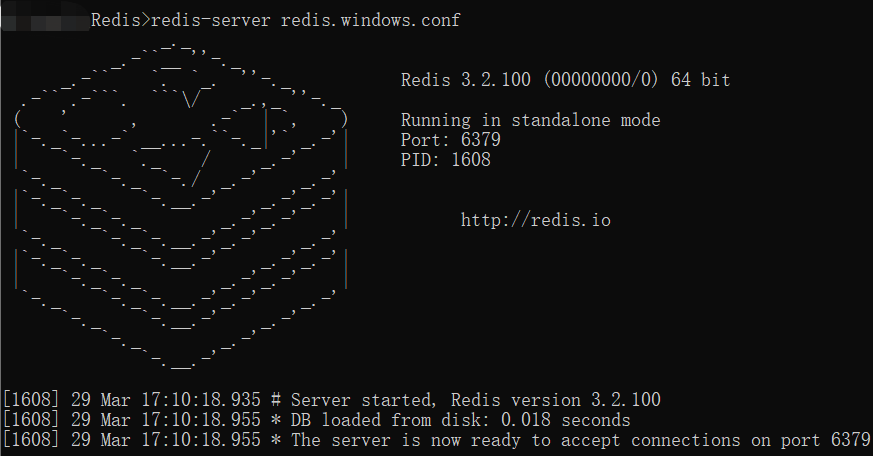 Redis>redis-server redis.windows.conf
Redis 3.2.100 (00000000/0) 64 bit
Running in standalone mode
Port: 6379
PID: 1608
http://redis.io
[1608] 29 Mar 17:10:18.935 # Server started, Redis version 3.2.100
[1608] 29 Mar 17:10:18.955 * DB loaded from disk: 0.018 seconds
[1608] 29 Mar 17:10:18.955 * The server is now ready to accept connections on port 6379